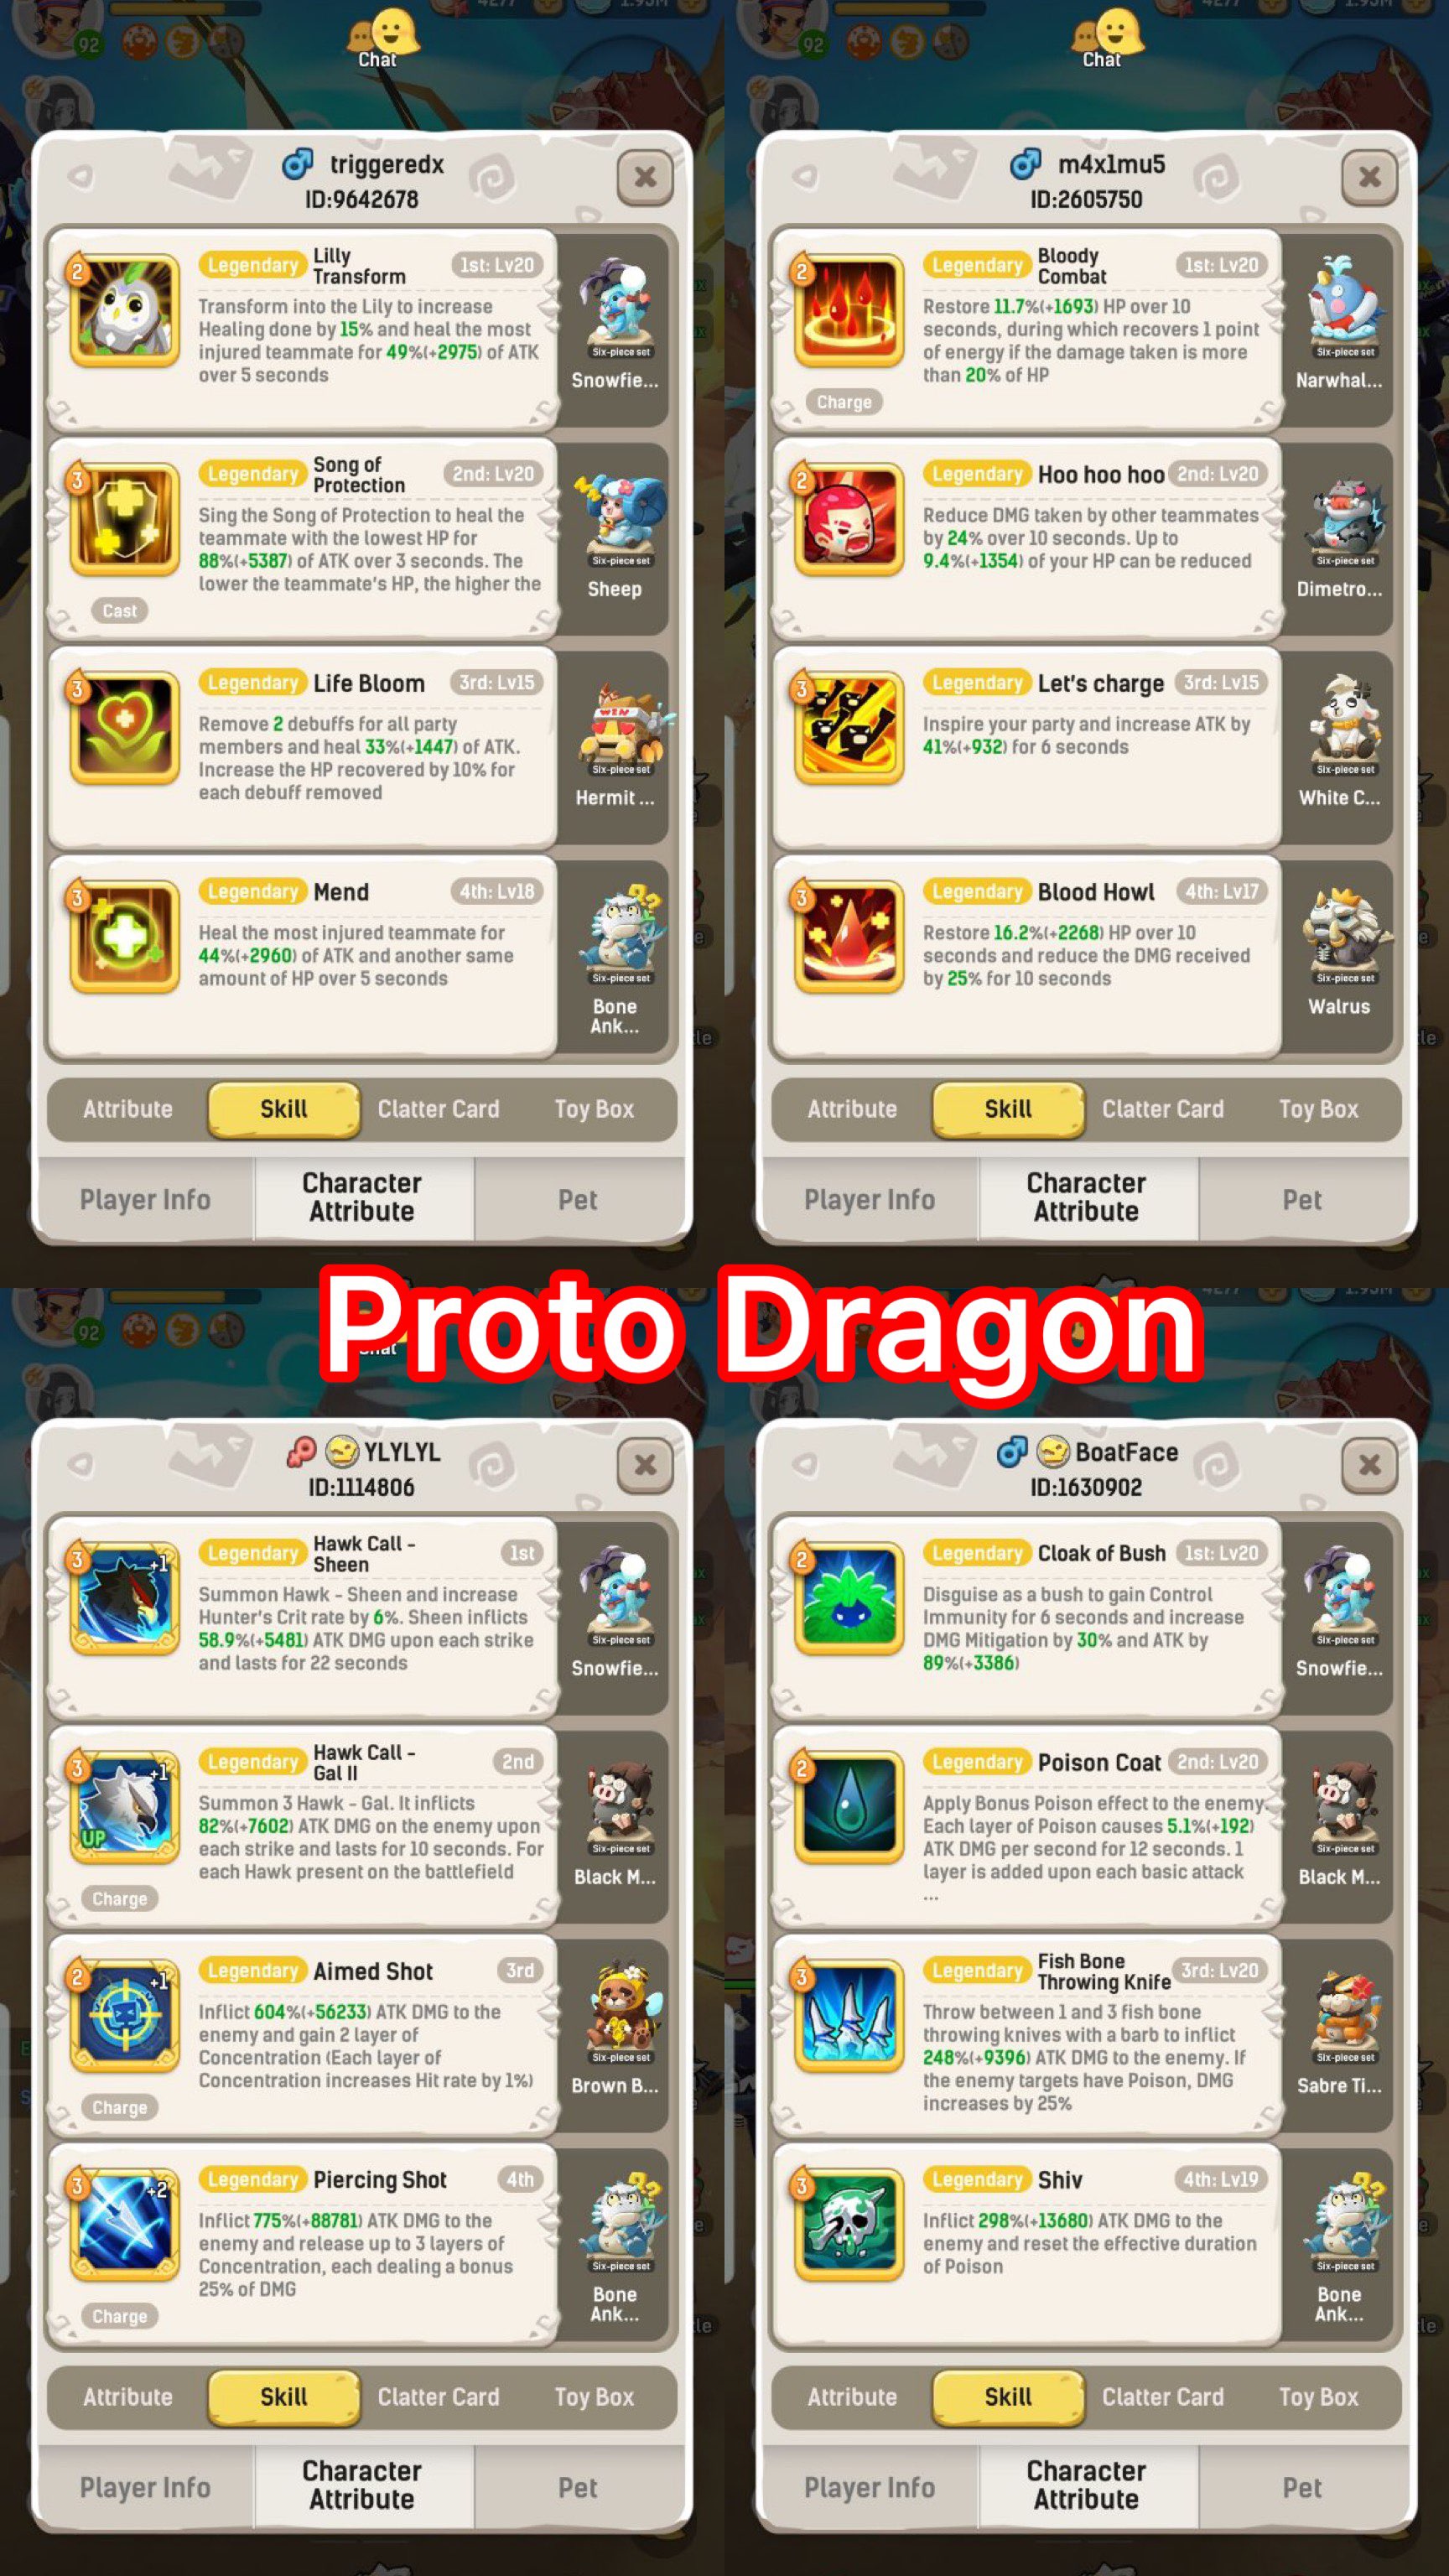 92
4277
1.95M
Chat
triggeredx
ID:9642678
2
Legendary
Lilly
Transform
1st: Lv20
Transform into the Lily to increase
Healing done by 15% and heal the most
injured teammate for 49%(+2975) of ATK
over 5 seconds
Six-piece set
Snowfie...
3
Legendary
Song of
Protection
2nd: Lv20
Sing the Song of Protection to heal the
teammate with the lowest HP for
88%(+5387) of ATK over 3 seconds. The
lower the teammate's HP, the higher the
Cast
Six-piece set
Sheep
3
Legendary
Life Bloom
3rd: Lv15
Remove 2 debuffs for all party
members and heal 33%(+1447) of ATK.
Increase the HP recovered by 10% for
each debuff removed
WEN
Six-piece set
Hermit ...
3
Legendary
Mend
4th: Lv18
Heal the most injured teammate for
44%(+2960) of ATK and another same
amount of HP over 5 seconds
Six-piece set
Bone
Ank...
Attribute
Skill
Clatter Card
Toy Box
Player Info
Character
Attribute
Pet
92
4277
1.95M
Chat
m4x1mu5
ID:2605750
2
Legendary
Bloody
Combat
1st: Lv20
Restore 11.7%(+1693) HP over 10
seconds, during which recovers 1 point
of energy if the damage taken is more
than 20% of HP
Charge
Six-piece set
Narwhal...
2
Legendary
Hoo hoo hoo
2nd: Lv20
Reduce DMG taken by other teammates
by 24% over 10 seconds. Up to
9.4%(+1354) of your HP can be reduced
Six-piece set
Dimetro...
3
Legendary
Let's charge
3rd: Lv15
Inspire your party and increase ATK by
41%(+932) for 6 seconds
Six-piece set
White C...
3
Legendary
Blood Howl
4th: Lv17
Restore 16.2%(+2268) HP over 10
seconds and reduce the DMG received
by 25% for 10 seconds
Six-piece set
Walrus
Attribute
Skill
Clatter Card
Toy Box
Player Info
Character
Attribute
Pet
Proto Dragon
92
YLYLYL
ID:1114806
3
+1
Legendary
Hawk Call -
Sheen
1st
Summon Hawk - Sheen and increase
Hunter's Crit rate by 6%. Sheen inflicts
58.9%(+5481) ATK DMG upon each strike
and lasts for 22 seconds
Six-piece set
Snowfie...
3
+1
UP
Legendary
Hawk Call -
Gal II
2nd
Summon 3 Hawk - Gal. It inflicts
82%(+7602) ATK DMG on the enemy upon
each strike and lasts for 10 seconds. For
each Hawk present on the battlefield
Charge
Six-piece set
Black M...
2
+1
Legendary
Aimed Shot
3rd
Inflict 604%(+56233) ATK DMG to the
enemy and gain 2 layer of
Concentration (Each layer of
Concentration increases Hit rate by 1%)
Charge
Six-piece set
Brown B...
3
+2
Legendary
Piercing Shot
4th
Inflict 775%(+88781) ATK DMG to the
enemy and release up to 3 layers of
Concentration, each dealing a bonus
25% of DMG
Charge
Six-piece set
Bone
Ank...
Attribute
Skill
Clatter Card
Toy Box
Player Info
Character
Attribute
Pet
BoatFace
ID:1630902
2
Legendary
Cloak of Bush
1st: Lv20
Disguise as a bush to gain Control
Immunity for 6 seconds and increase
DMG Mitigation by 30% and ATK by
89%(+3386)
Six-piece set
Snowfie...
2
Legendary
Poison Coat
2nd: Lv20
Apply Bonus Poison effect to the enemy.
Each layer of Poison causes 5.1%(+192)
ATK DMG per second for 12 seconds. 1
layer is added upon each basic attack
...
Six-piece set
Black M...
3
Legendary
Fish Bone
Throwing Knife
3rd: Lv20
Throw between 1 and 3 fish bone
throwing knives with a barb to inflict
248%(+9396) ATK DMG to the enemy. If
the enemy targets have Poison, DMG
increases by 25%
Six-piece set
Sabre Ti...
3
Legendary
Shiv
4th: Lv19
Inflict 298%(+13680) ATK DMG to the
enemy and reset the effective duration
of Poison
Six-piece set
Bone
Ank...
Attribute
Skill
Clatter Card
Toy Box
Player Info
Character
Attribute
Pet